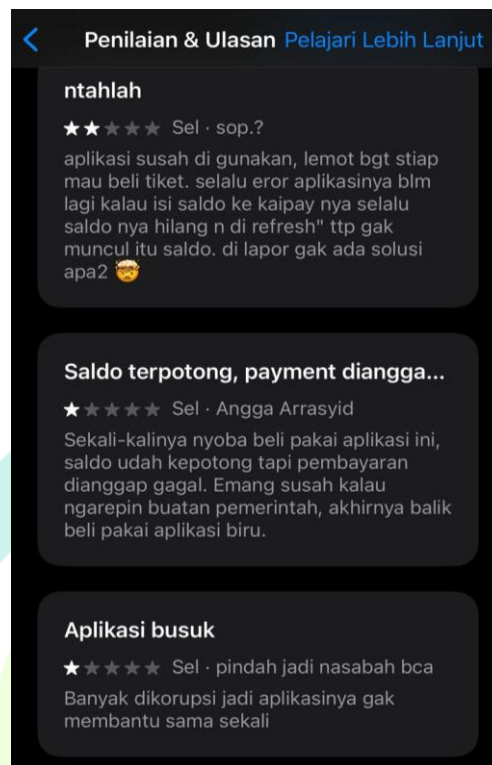 Penilaian & Ulasan Pelajari Lebih Lanjut
ntahlah
★★★★★ Sel · sop.?
aplikasi susah di gunakan, lemot bgt stiap
mau beli tiket. selalu eror aplikasinya blm
lagi kalau isi saldo ke kaipay nya selalu
saldo nya hilang n di refresh" ttp gak
muncul itu saldo. di lapor gak ada solusi
apa2 🤯
Saldo terpotong, payment diangga...
★★★★★ Sel · Angga Arrasyid
Sekali-kalinya nyoba beli pakai aplikasi ini,
saldo udah kepotong tapi pembayaran
dianggap gagal. Emang susah kalau
ngarepin buatan pemerintah, akhirnya balik
beli pakai aplikasi biru.
Aplikasi busuk
★★★★★ Sel · pindah jadi nasabah bca
Banyak dikorupsi jadi aplikasinya gak
membantu sama sekali